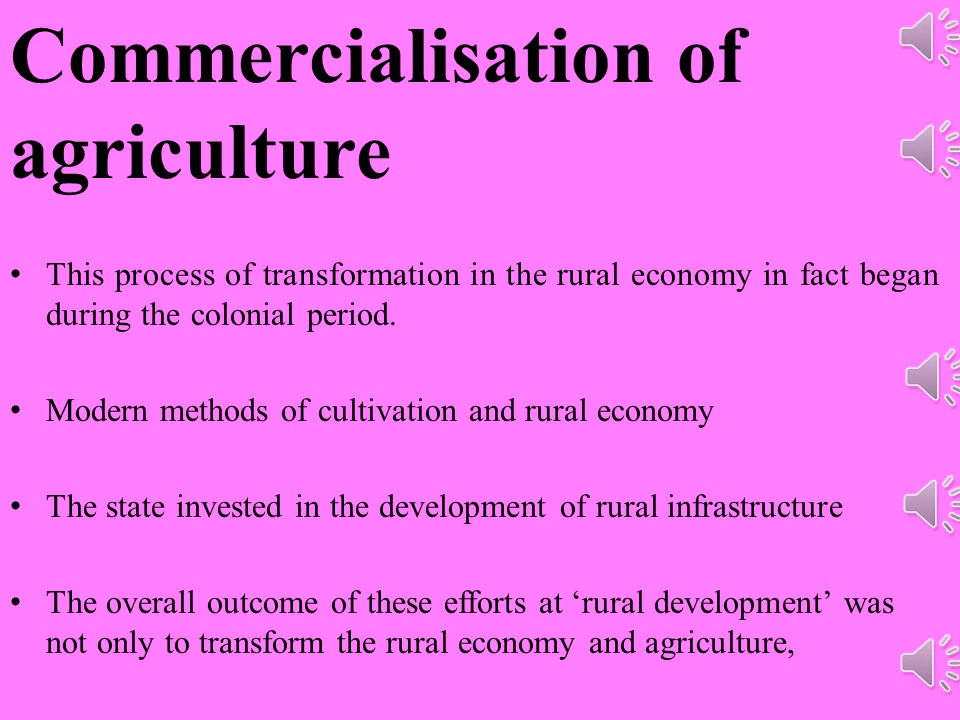 Commercialisation of
agriculture
• This process of transformation in the rural economy in fact began
during the colonial period.
• Modern methods of cultivation and rural economy
• The state invested in the development of rural infrastructure
• The overall outcome of these efforts at ‘rural development’ was
not only to transform the rural economy and agriculture,